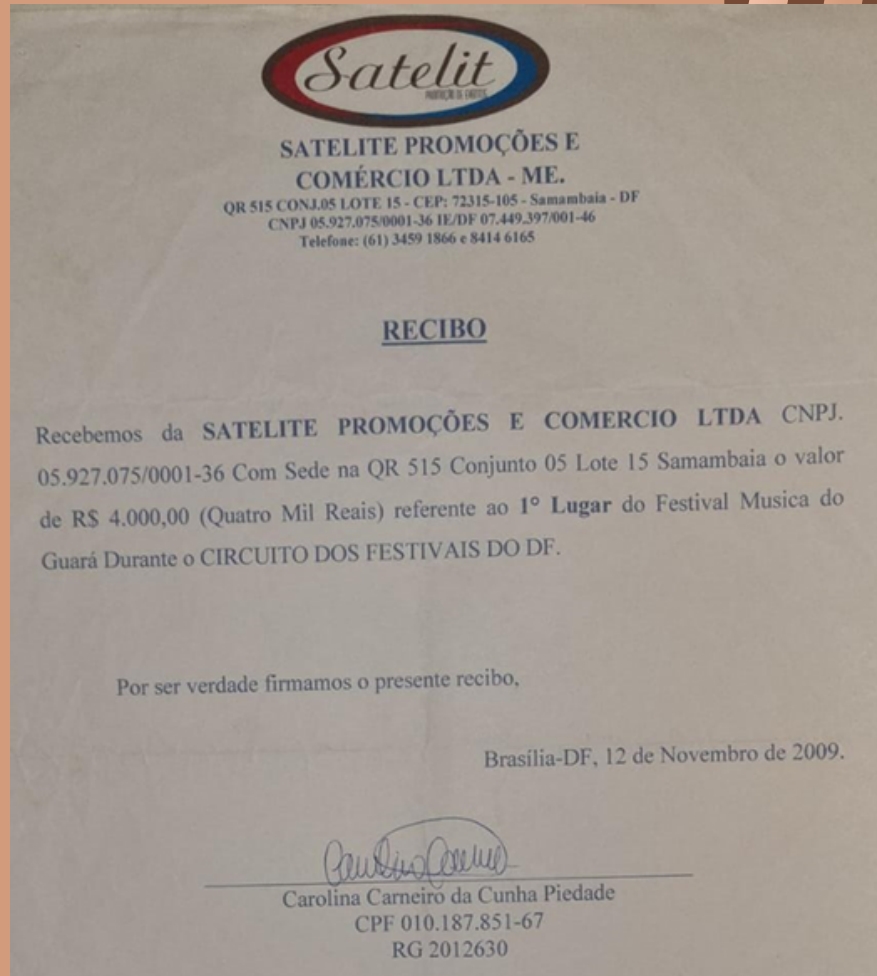 Satelit
PROMOÇÃO DE EVENTOS
SATELITE PROMOÇÕES E
COMÉRCIO LTDA - ME.
QR 515 CONJ.05 LOTE 15 - CEP: 72315-105 - Samambaia - DF
CNPJ 05.927.075/0001-36 IE/DF 07.449.397/001-46
Telefone: (61) 3459 1866 e 8414 6165
RECIBO
Recebemos da SATELITE PROMOÇÕES E COMERCIO LTDA CNPJ.
05.927.075/0001-36 Com Sede na QR 515 Conjunto 05 Lote 15 Samambaia o valor
de R$ 4.000,00 (Quatro Mil Reais) referente ao 1º Lugar do Festival Musica do
Guará Durante o CIRCUITO DOS FESTIVAIS DO DF.
Por ser verdade firmamos o presente recibo,
Brasília-DF, 12 de Novembro de 2009.
Carolina Carneiro da Cunha Piedade
CPF 010.187.851-67
RG 2012630